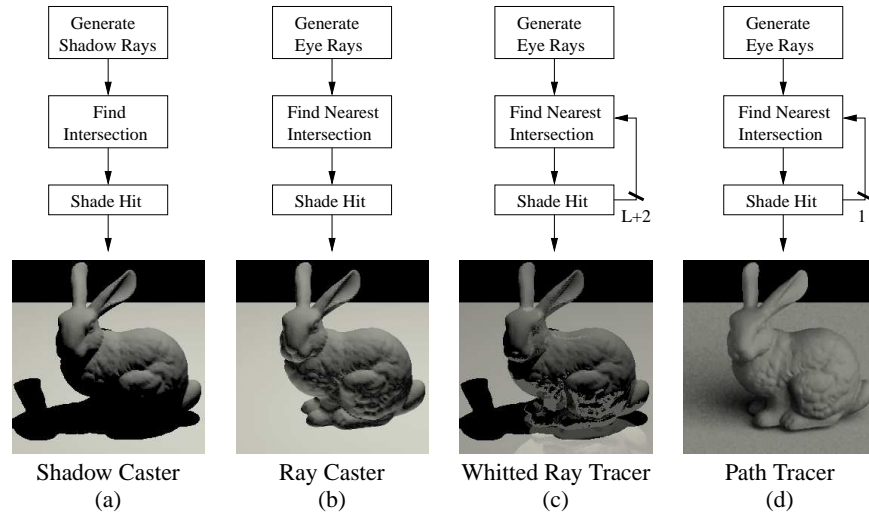 Generate
Shadow Rays
Find
Intersection
Shade Hit
Shadow Caster
(a)
Generate
Eye Rays
Find Nearest
Intersection
Shade Hit
Ray Caster
(b)
Generate
Eye Rays
Find Nearest
Intersection
Shade Hit
L+2
Whitted Ray Tracer
(c)
Generate
Eye Rays
Find Nearest
Intersection
Shade Hit
1
Path Tracer
(d)